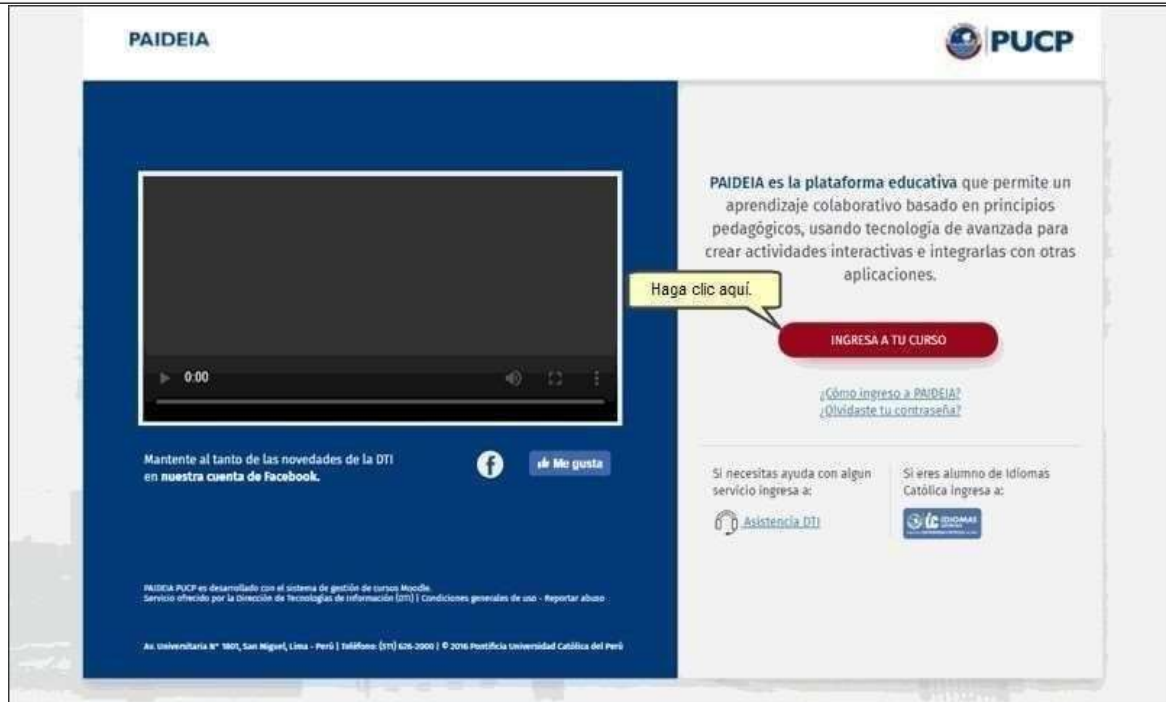 PAIDEIA
PUCP
PAIDEIA es la plataforma educativa que permite un
aprendizaje colaborativo basado en principios
pedagógicos, usando tecnología de avanzada para
crear actividades interactivas e integrarlas con otras
aplicaciones.
Haga clic aquí.
INGRESA A TU CURSO
0:00
¿Cómo ingreso a PAIDEIA?
¿Olvidaste tu contraseña?
Mantente al tanto de las novedades de la DTI
en nuestra cuenta de Facebook.
f
Me gusta
Si necesitas ayuda con algun
servicio ingresa a:
Asistencia DTI
Si eres alumno de Idiomas
Católica ingresa a:
ic IDIOMAS
PAIDEIA PUCP es desarrollado con el sistema de gestión de cursos Moodle.
Servicio ofrecido por la Dirección de Tecnologías de Información (DTI) | Condiciones generales de uso - Reportar abuso
Av. Universitaria N° 1801, San Miguel, Lima - Perú | Teléfono: (511) 626-2000 | © 2016 Pontificia Universidad Católica del Perú